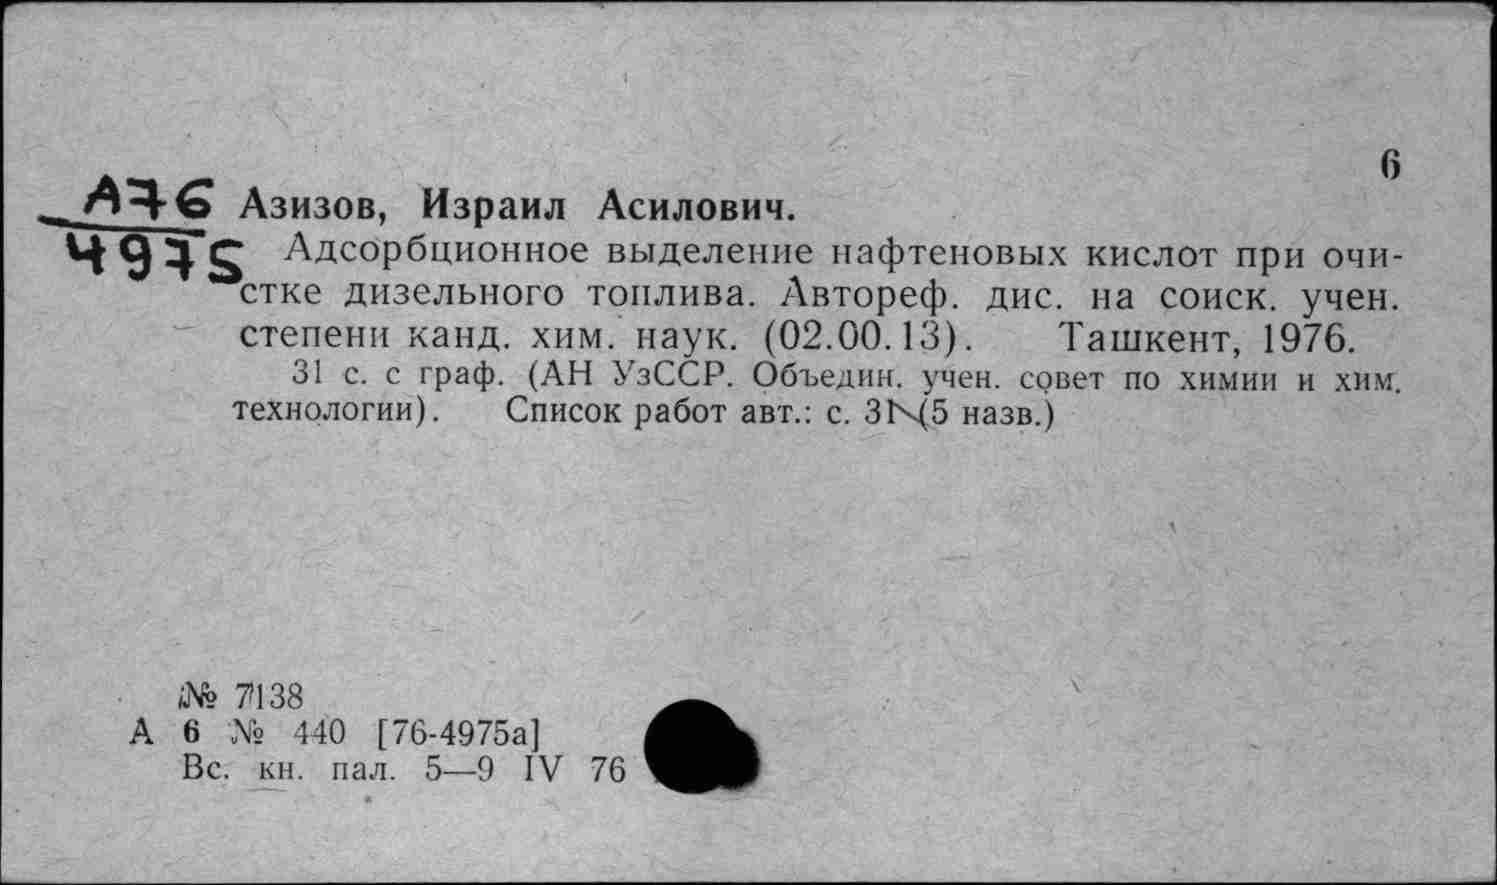 6
А76 Азизов, Израил Асилович.
4975 Адсорбционное выделение нафтеновых кислот при очи-
стке дизельного топлива. Автореф. дис. на соиск. учен.
степени канд. хим. наук. (02.00.13). Ташкент, 1976.
31 с. с граф. (АН УзССР. Объедин. учен. совет по химии и хим.
технологии). Список работ авт.: с. 31 (5 назв.)
№ 7138
А 6 № 440 [76-4975а]
Вс. кн. пал. 5—9 IV 76